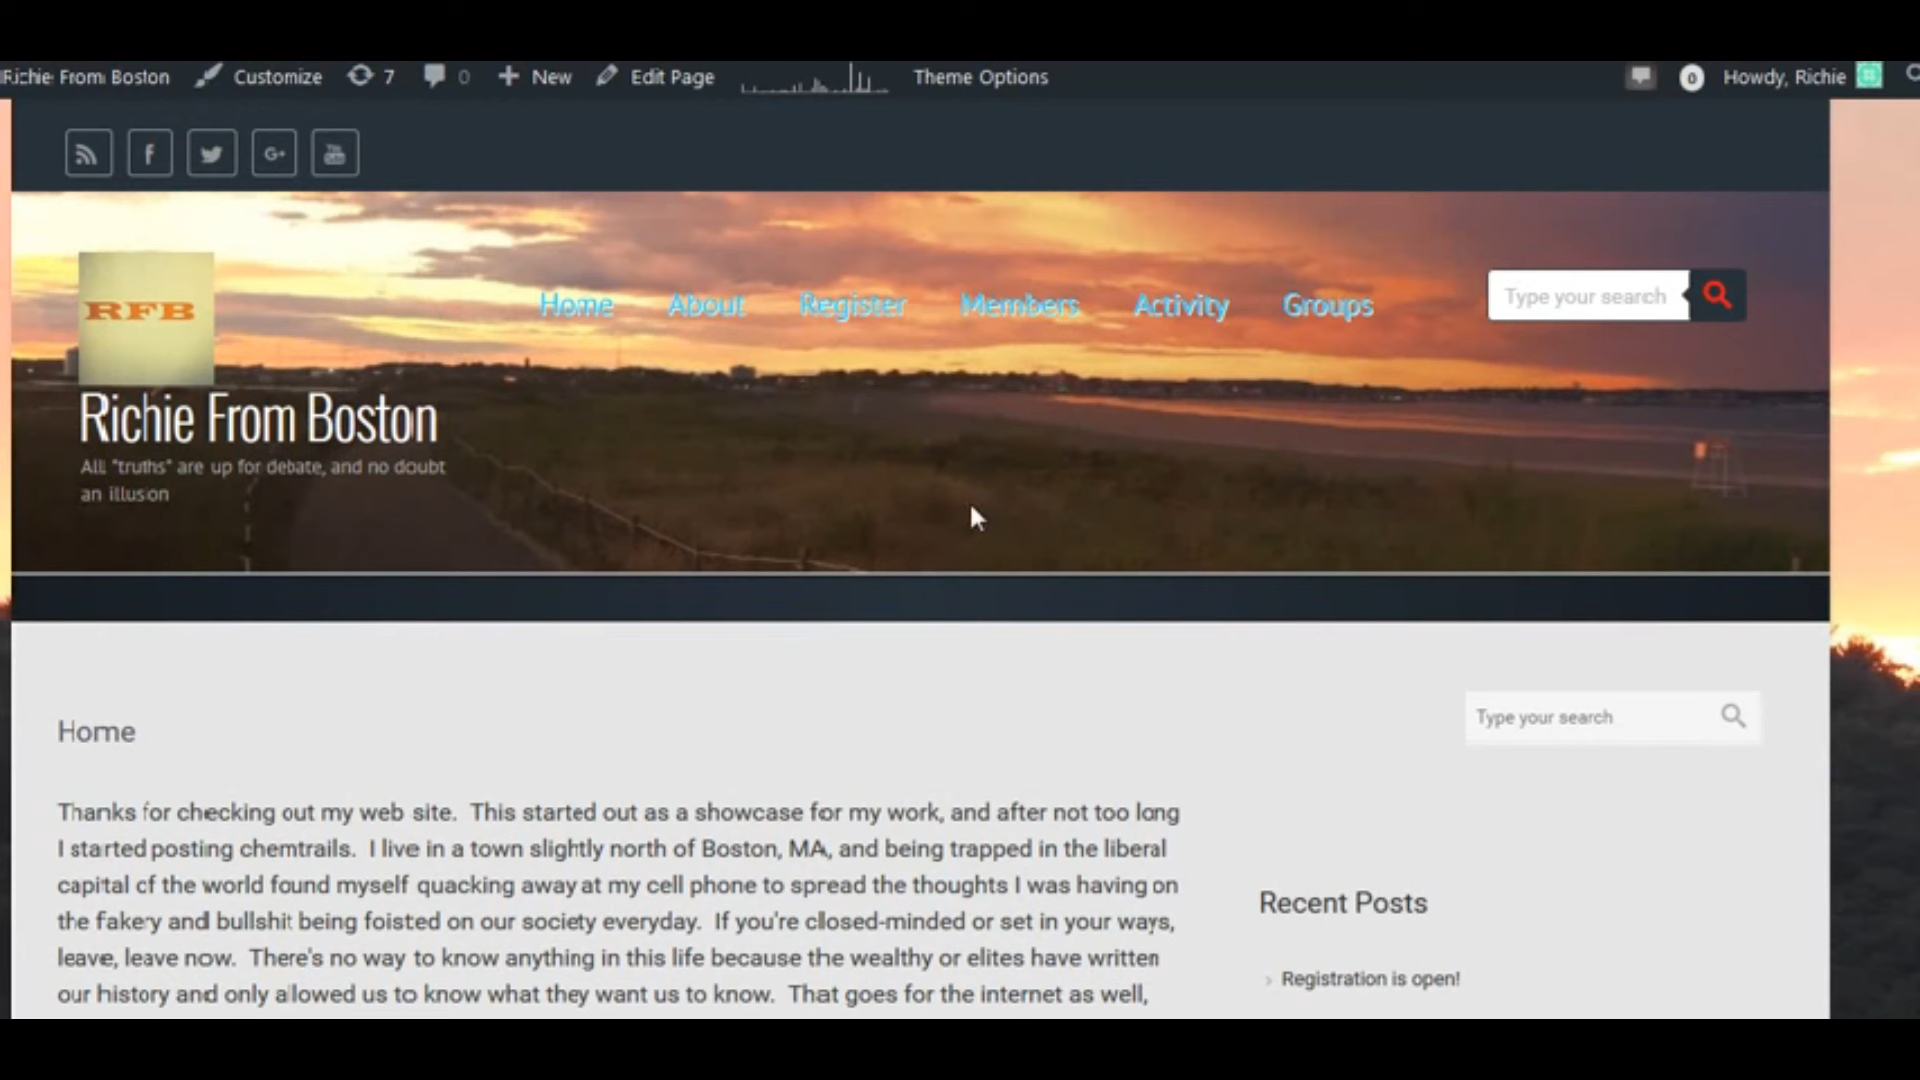 Richie From Boston Customize 7 0 New Edit Page Theme Options 0 Howdy, Richie
f G+ You Tube
RFB
Home About Register Members Activity Groups
Type your search
Richie From Boston
All "truths" are up for debate, and no doubt
an illusion
Home
Type your search
Thanks for checking out my web site. This started out as a showcase for my work, and after not too long
I started posting chemtrails. I live in a town slightly north of Boston, MA, and being trapped in the liberal
capital of the world found myself quacking away at my cell phone to spread the thoughts I was having on
the fakery and bullshit being foisted on our society everyday. If you're closed-minded or set in your ways,
leave, leave now. There's no way to know anything in this life because the wealthy or elites have written
our history and only allowed us to know what they want us to know. That goes for the internet as well,
Recent Posts
Registration is open!